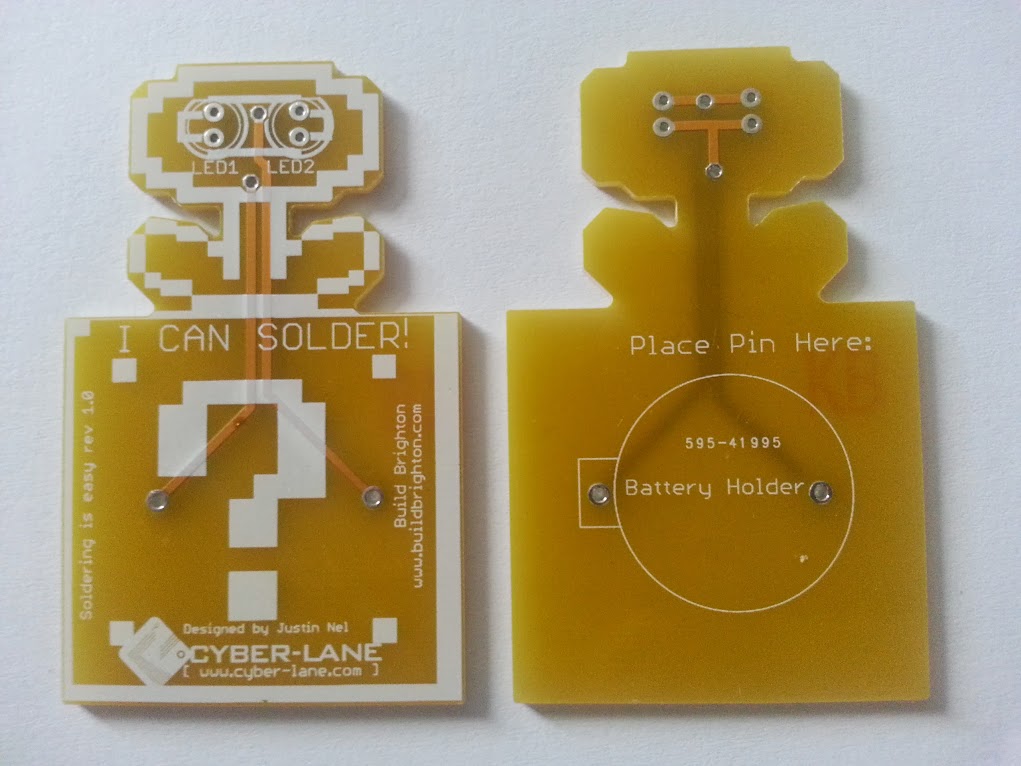 LED1 LED2
I CAN SOLDER!
Soldering is easy rev 1.0
Build Brighton
www.buildbrighton.com
Designed by Justin Nel
CYBER-LANE
[ www.cyber-lane.com ]
Place Pin Here:
595-41995
Battery Holder